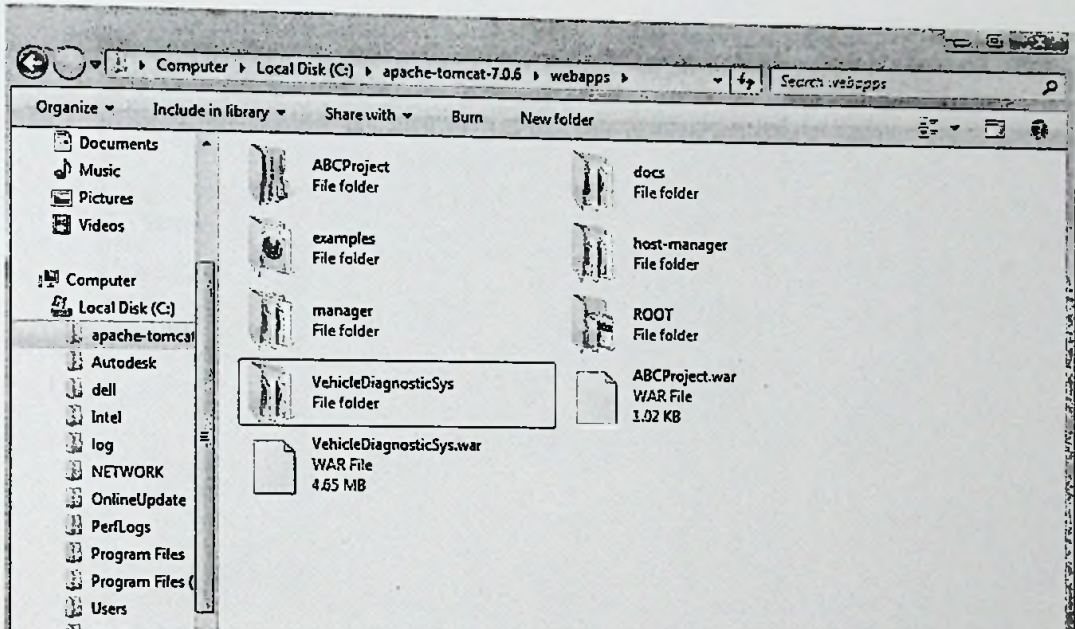 Computer Local Disk (C:) apache-tomcat-7.0.6 webapps
Search webapps
Organize Include in library Share with Burn New folder
Documents
Music
Pictures
Videos
Computer
Local Disk (C:)
apache-tomcat
Autodesk
dell
Intel
log
NETWORK
OnlineUpdate
PerfLogs
Program Files
Program Files (
Users
ABCProject
File folder
docs
File folder
examples
File folder
host-manager
File folder
manager
File folder
ROOT
File folder
VehicleDiagnosticSys
File folder
ABCProject.war
WAR File
1.02 KB
VehicleDiagnosticSys.war
WAR File
4.65 MB